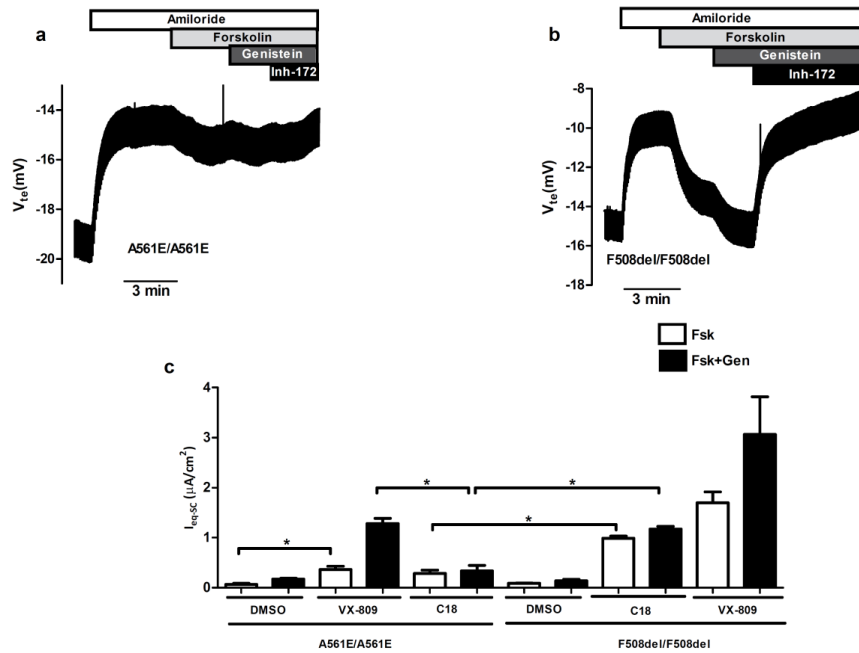 a
Amiloride
Forskolin
Genistein
Inh-172
-14
-16
-18
-20
Vte(mV)
A561E/A561E
3 min
b
Amiloride
Forskolin
Genistein
Inh-172
-8
-10
-12
-14
-16
-18
Vte(mV)
F508del/F508del
3 min
Fsk
Fsk+Gen
c
4
3
2
1
0
Ieq-SC (μA/cm²)
*
*
*
*
DMSO VX-809 C18 DMSO C18 VX-809
A561E/A561E F508del/F508del